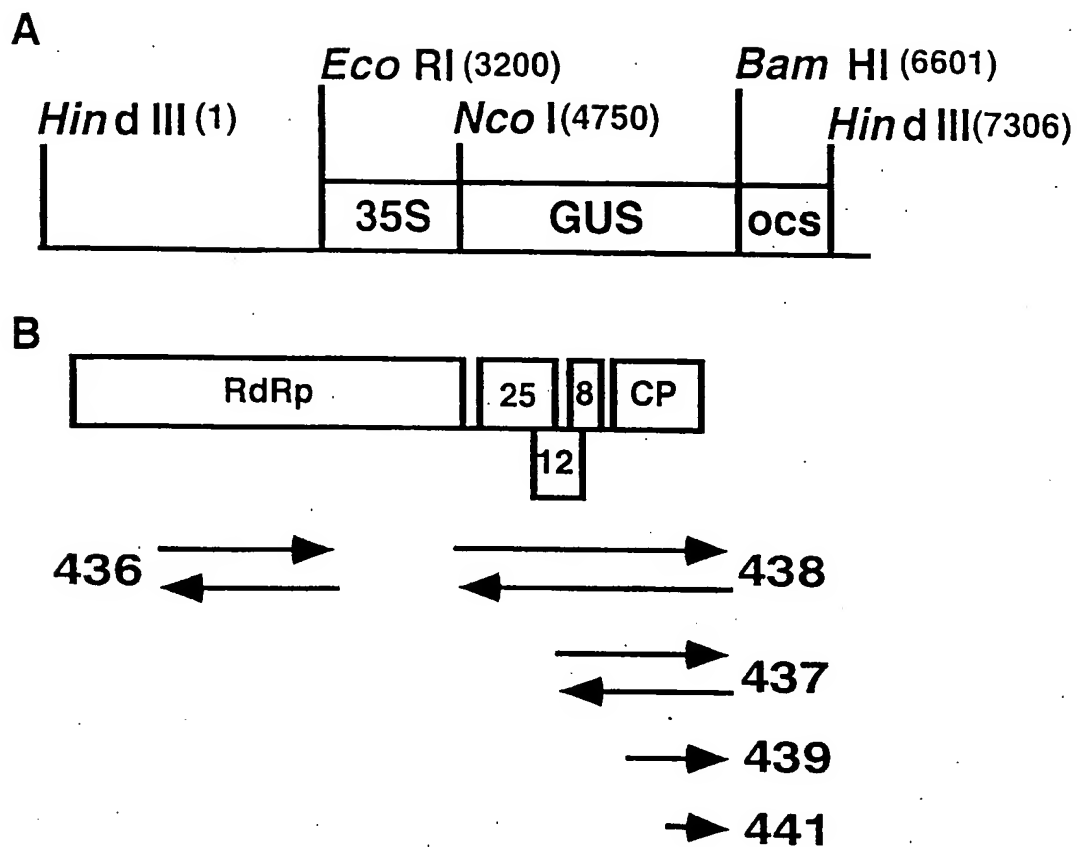 A
Eco RI (3200)
Bam HI (6601)
Hind III (1)
Nco I(4750)
Hind III(7306)
35S
GUS
ocs
B
RdRp
25
8
CP
12
436
438
437
439
441